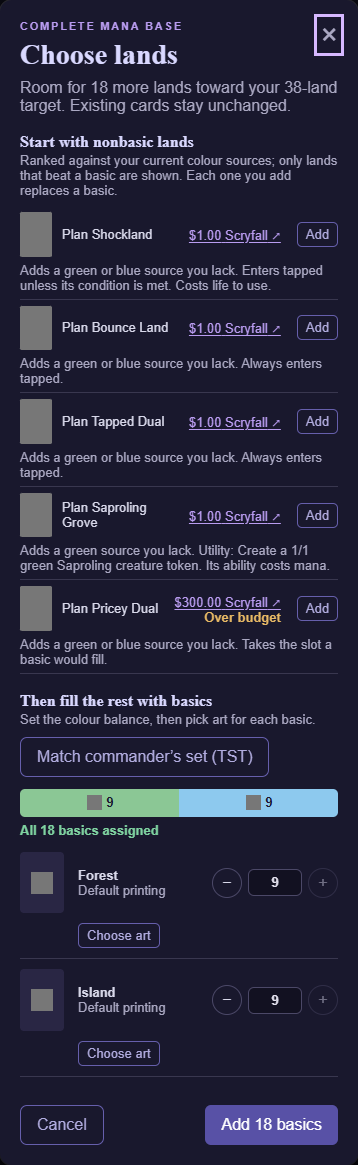 COMPLETE MANA BASE
Choose lands
×
Room for 18 more lands toward your 38-land
target. Existing cards stay unchanged.
Start with nonbasic lands
Ranked against your current colour sources; only lands
that beat a basic are shown. Each one you add
replaces a basic.
Plan Shockland $1.00 Scryfall ↗ Add
Adds a green or blue source you lack. Enters tapped
unless its condition is met. Costs life to use.
Plan Bounce Land $1.00 Scryfall ↗ Add
Adds a green or blue source you lack. Always enters
tapped.
Plan Tapped Dual $1.00 Scryfall ↗ Add
Adds a green or blue source you lack. Always enters
tapped.
Plan Saproling
Grove
$1.00 Scryfall ↗ Add
Adds a green source you lack. Utility: Create a 1/1
green Saproling creature token. Its ability costs mana.
Plan Pricey Dual $300.00 Scryfall ↗ Add
Over budget
Adds a green or blue source you lack. Takes the slot a
basic would fill.
Then fill the rest with basics
Set the colour balance, then pick art for each basic.
Match commander's set (TST)
9 9
All 18 basics assigned
Forest
Default printing
− 9 +
Choose art
Island
Default printing
− 9 +
Choose art
Cancel Add 18 basics